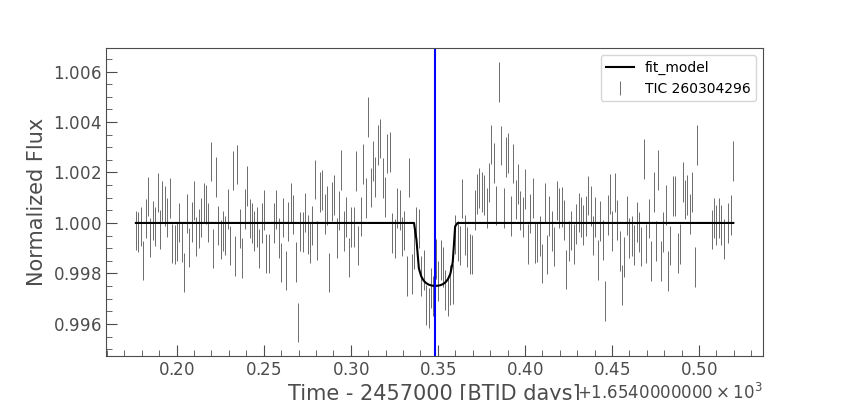 1.006
1.004
1.002
1.000
0.998
0.996
Normalized Flux
fit_model
TIC 260304296
0.20 0.25 0.30 0.35 0.40 0.45 0.50
Time - 2457000 [BTJD days]
+1.6540000000 × 10³